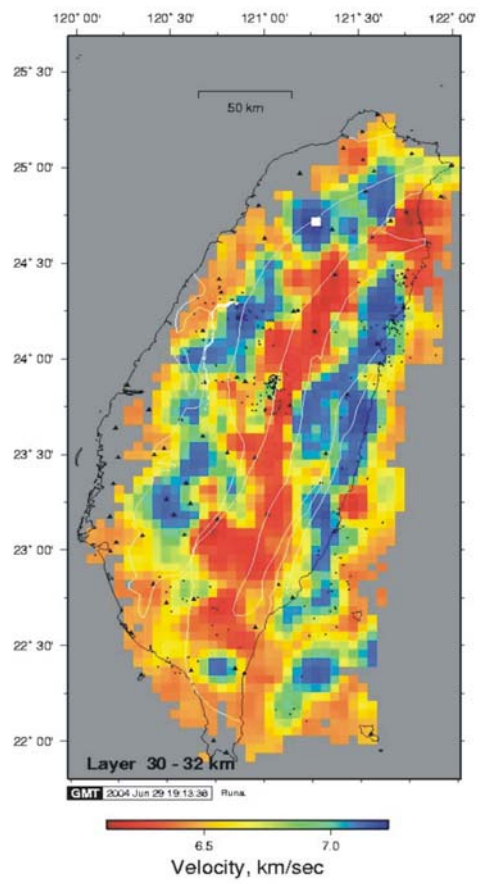 120° 00' 120° 30' 121° 00' 121° 30' 122° 00'
25° 30'
50 km
25° 00'
24° 30'
24° 00'
23° 30'
23° 00'
22° 30'
22° 00'
Layer 30 - 32 km
GMT 2004 Jun 29 19:13:38 Runa.
6.5 7.0
Velocity, km/sec